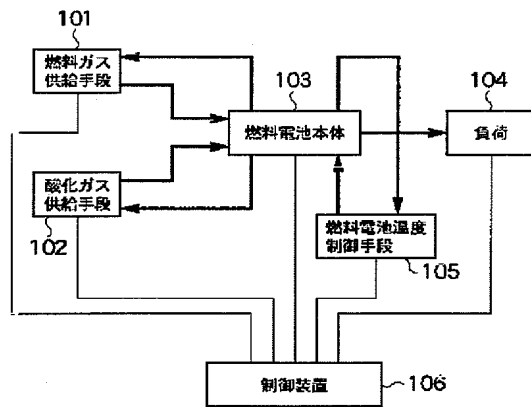 101
燃料ガス
供給手段
103
燃料電池本体
104
負荷
酸化ガス
供給手段
102
燃料電池温度
制御手段
105
制御装置
106